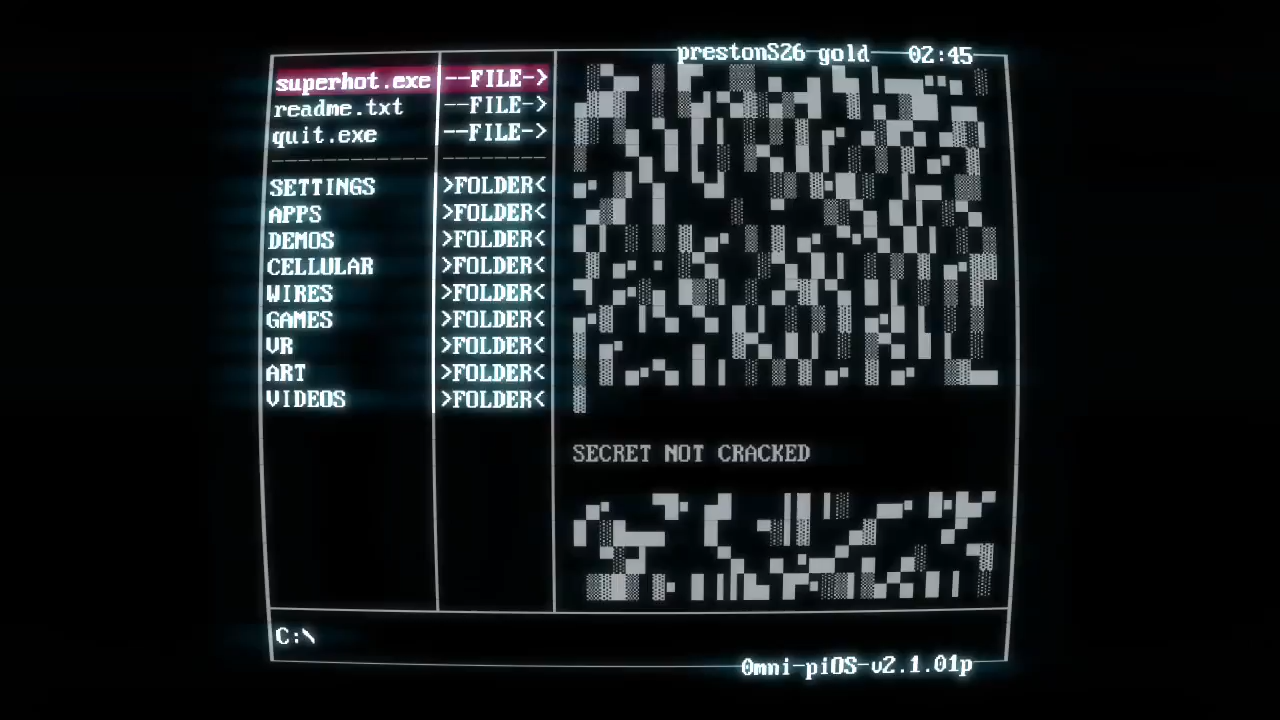 prestonS26 gold 02:45
superhot.exe --FILE->
readme.txt --FILE->
quit.exe --FILE->
SETTINGS >FOLDER<
APPS >FOLDER<
DEMOS >FOLDER<
CELLULAR >FOLDER<
WIRES >FOLDER<
GAMES >FOLDER<
VR >FOLDER<
ART >FOLDER<
VIDEOS >FOLDER<
SECRET NOT CRACKED
C:\
0mni-piOS-v2.1.01p